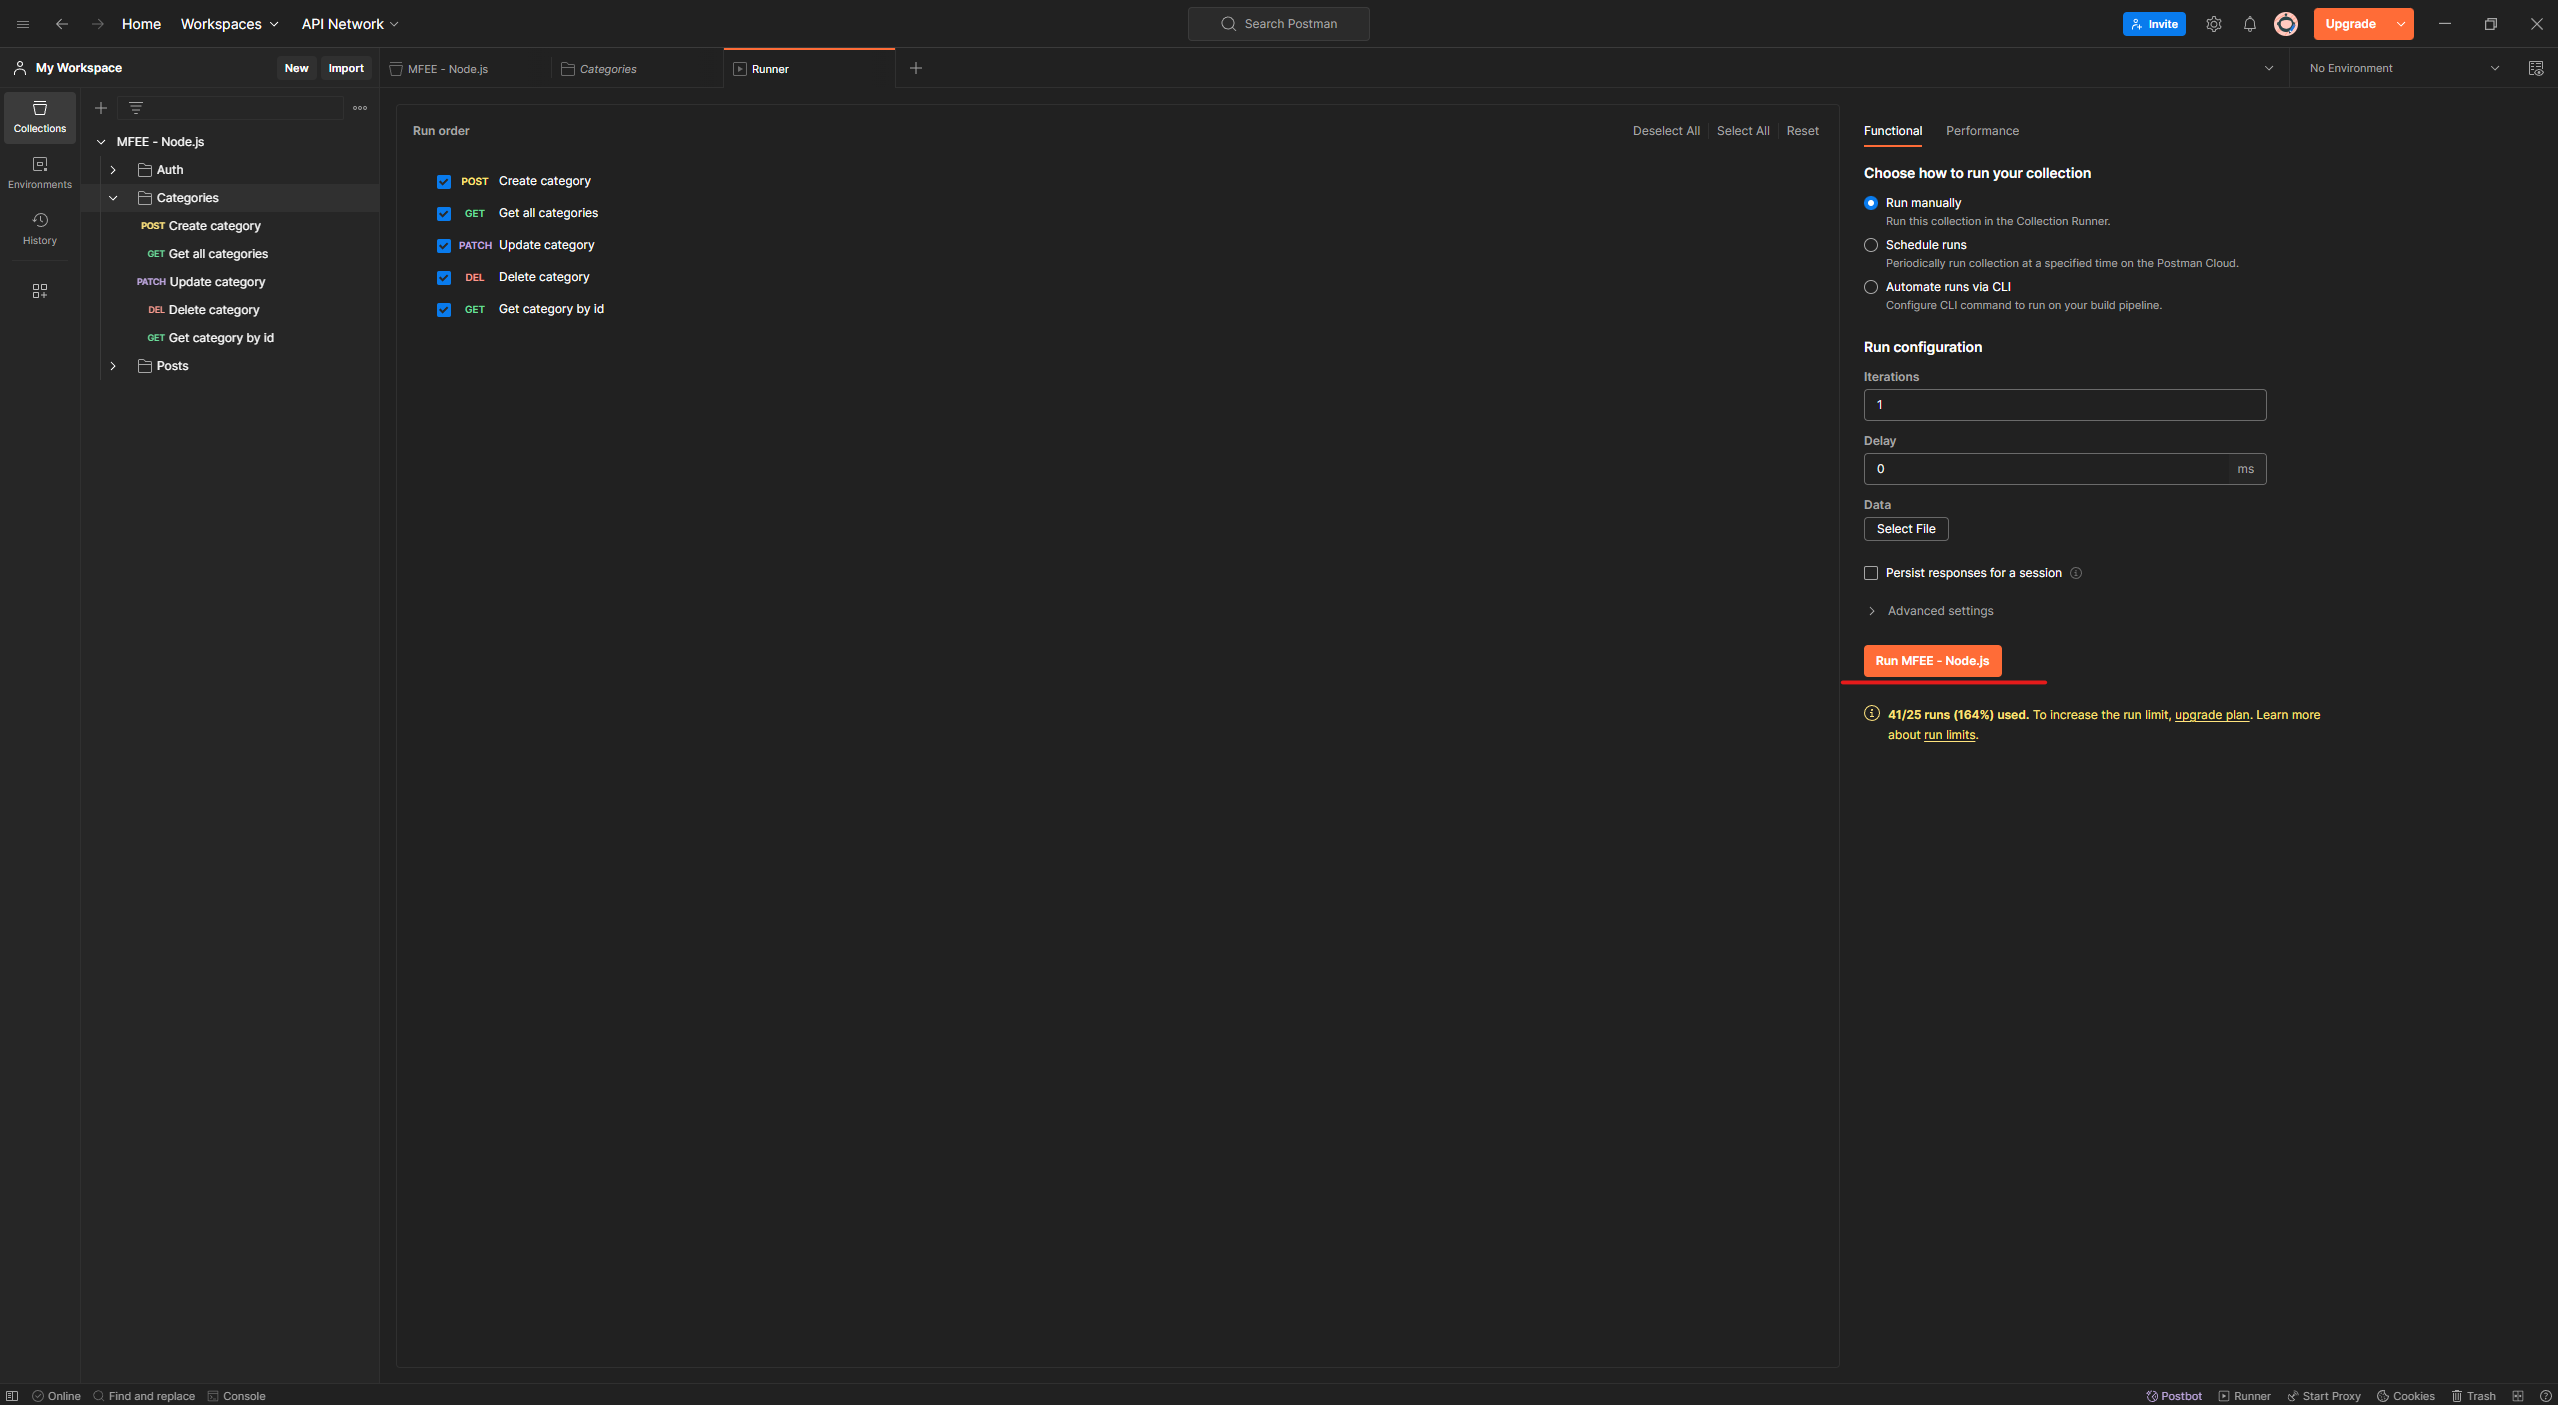 Home Workspaces API Network Search Postman Invite Upgrade
My Workspace New Import MFEE - Node.js Categories Runner No Environment
Collections
Environments
History
MFEE - Node.js
Auth
Categories
POST Create category
GET Get all categories
PATCH Update category
DEL Delete category
GET Get category by id
Posts
Run order Deselect All Select All Reset
POST Create category
GET Get all categories
PATCH Update category
DEL Delete category
GET Get category by id
Functional Performance
Choose how to run your collection
Run manually
Run this collection in the Collection Runner.
Schedule runs
Periodically run collection at a specified time on the Postman Cloud.
Automate runs via CLI
Configure CLI command to run on your build pipeline.
Run configuration
Iterations
1
Delay
0 ms
Data
Select File
Persist responses for a session
Advanced settings
Run MFEE - Node.js
41/25 runs (164%) used. To increase the run limit, upgrade plan. Learn more
about run limits.
Online Find and replace Console Postbot Runner Start Proxy Cookies Trash